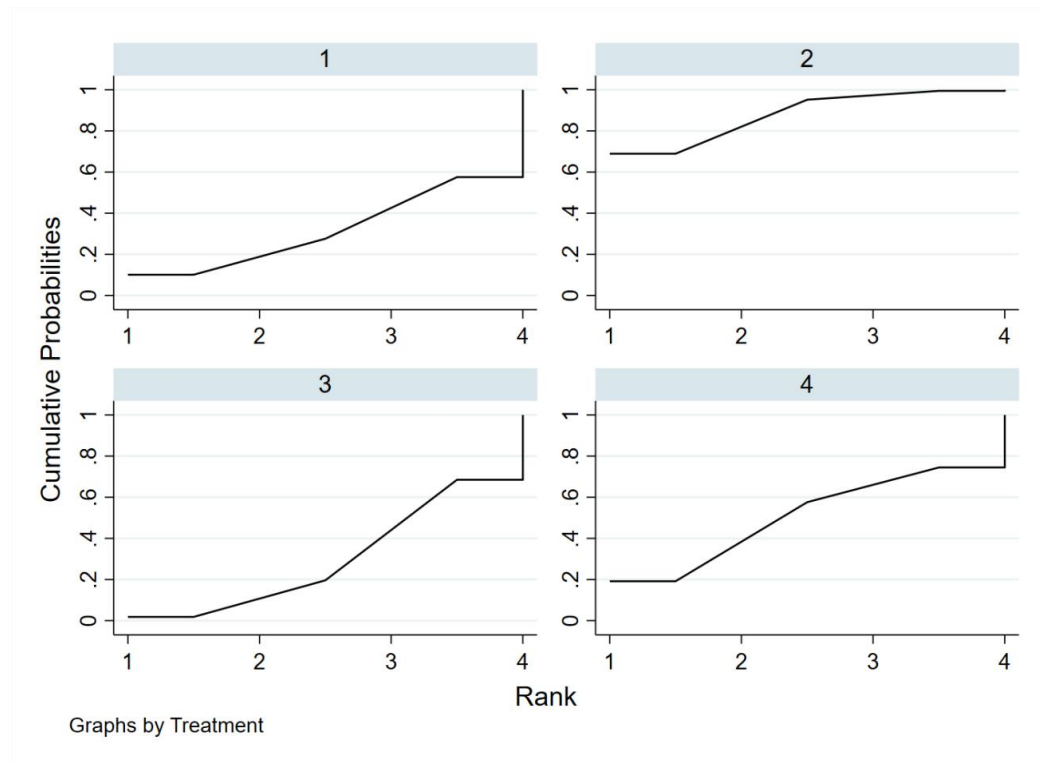 1
2
Cumulative Probabilities
0 .2 .4 .6 .8 1
0 .2 .4 .6 .8 1
1 2 3 4
1 2 3 4
3
4
0 .2 .4 .6 .8 1
0 .2 .4 .6 .8 1
1 2 3 4
1 2 3 4
Rank
Graphs by Treatment